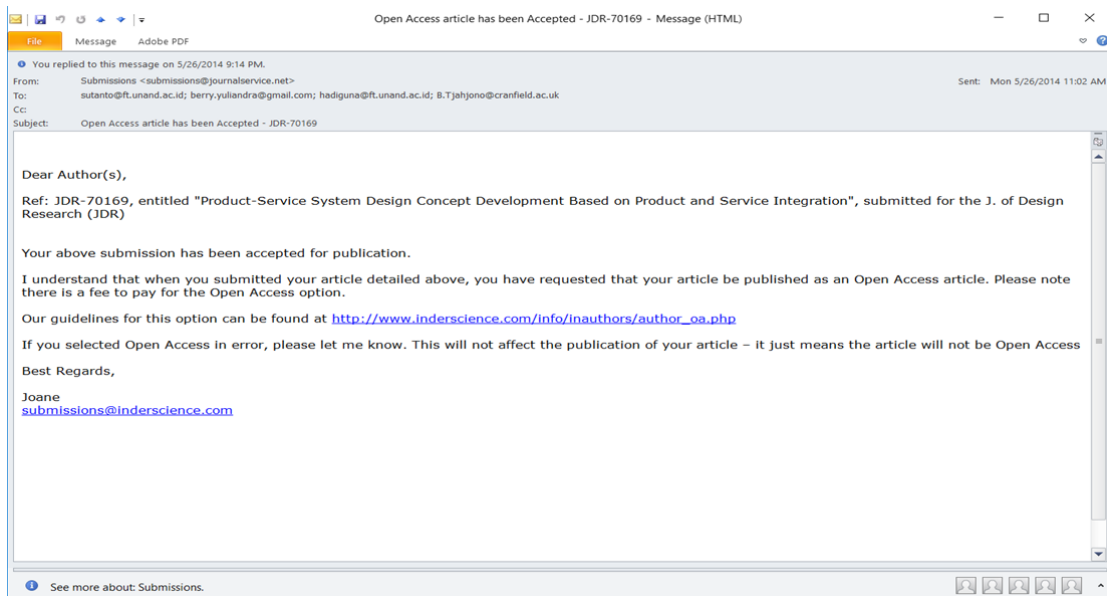 Open Access article has been Accepted - JDR-70169 - Message (HTML)
File Message Adobe PDF
You replied to this message on 5/26/2014 9:14 PM.
From: Submissions <submissions@journalservice.net> Sent: Mon 5/26/2014 11:02 AM
To: sutanto@ft.unand.ac.id; berry.yuliandra@gmail.com; hadiguna@ft.unand.ac.id; B.Tjahjono@cranfield.ac.uk
Cc:
Subject: Open Access article has been Accepted - JDR-70169
Dear Author(s),
Ref: JDR-70169, entitled "Product-Service System Design Concept Development Based on Product and Service Integration", submitted for the J. of Design
Research (JDR)
Your above submission has been accepted for publication.
I understand that when you submitted your article detailed above, you have requested that your article be published as an Open Access article. Please note
there is a fee to pay for the Open Access option.
Our guidelines for this option can be found at http://www.inderscience.com/info/inauthors/author_oa.php
If you selected Open Access in error, please let me know. This will not affect the publication of your article – it just means the article will not be Open Access
Best Regards,
Joane
submissions@inderscience.com
See more about: Submissions.